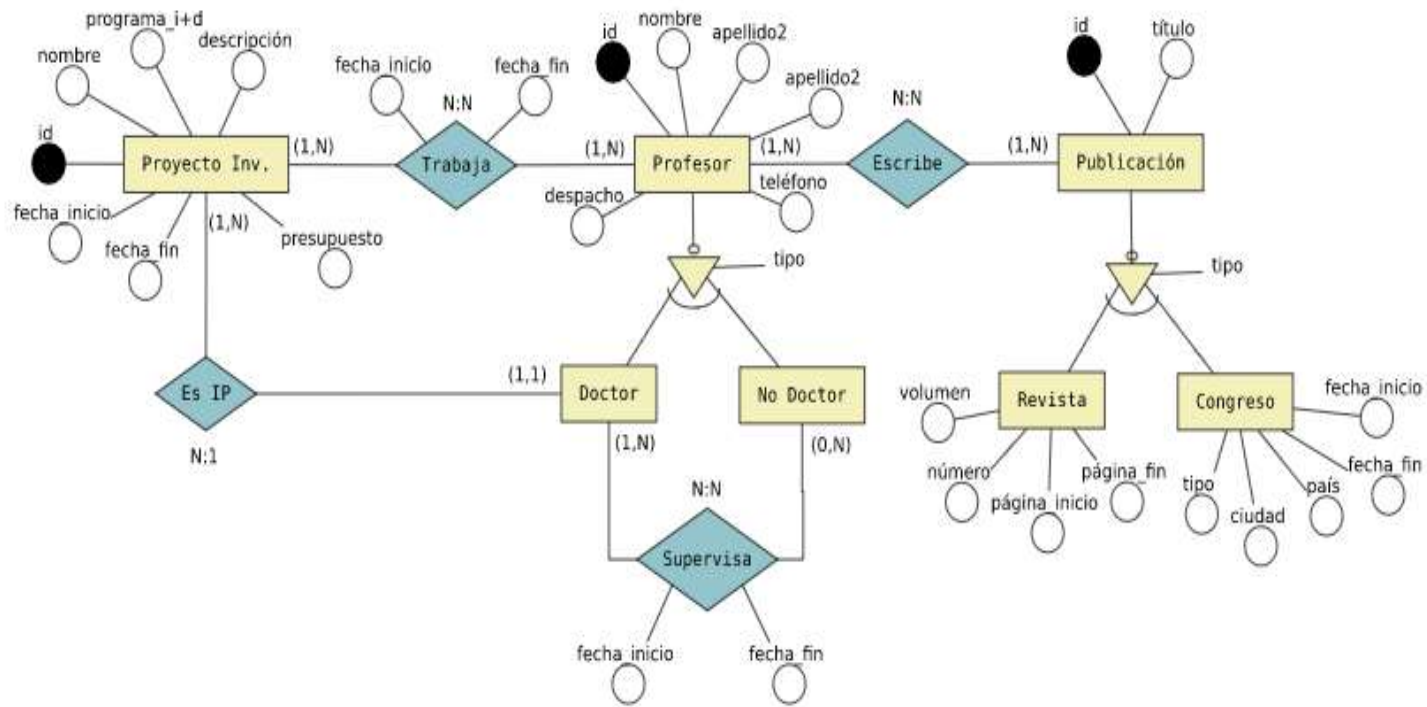 programa_i+d
descripción
nombre
id
Proyecto Inv.
(1,N)
fecha_inicio
fecha_fin
(1,N)
presupuesto
fecha_inicio
fecha_fin
N:N
Trabaja
(1,N)
id
nombre
apellido2
apellido2
Profesor
(1,N)
despacho
teléfono
N:N
Escribe
(1,N)
id
título
Publicación
tipo
tipo
Es IP
N:1
(1,1)
Doctor
(1,N)
No Doctor
(0,N)
N:N
Supervisa
fecha_inicio
fecha_fin
Revista
volumen
número
página_inicio
página_fin
Congreso
fecha_inicio
fecha_fin
país
ciudad
tipo